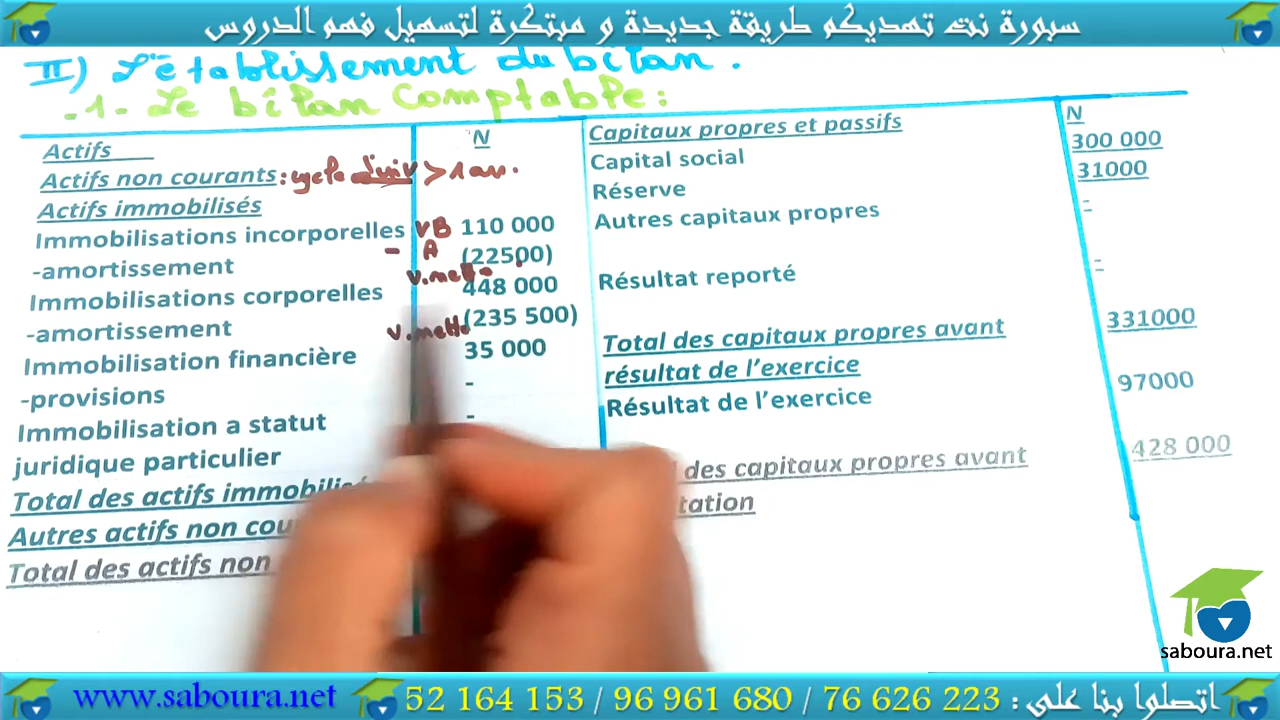 سبورة نت تهديكم طريقة جديدة و مبتكرة لتسهيل فهم الدروس
II) L'établissement du bilan.
.1- Le bilan comptable:
Actifs N
Actifs non courants : cycle d'inv > 1 an.
Actifs immobilisés
Immobilisations incorporelles VB 110 000
-amortissement - A (22500)
v.nette
Immobilisations corporelles 448 000
-amortissement (235 500)
v.nette
Immobilisation financière 35 000
-provisions -
Immobilisation a statut -
juridique particulier
Total des actifs
Autres actifs non
Total des actifs non
Capitaux propres et passifs N
Capital social 300 000
Réserve 31000
Autres capitaux propres -
Résultat reporté -
Total des capitaux propres avant 331000
résultat de l'exercice
Résultat de l'exercice 97000
des capitaux propres avant 428 000
tation
saboura.net
www.saboura.net 52 164 153 / 96 961 680 / 76 626 223 : اتصلوا بنا على